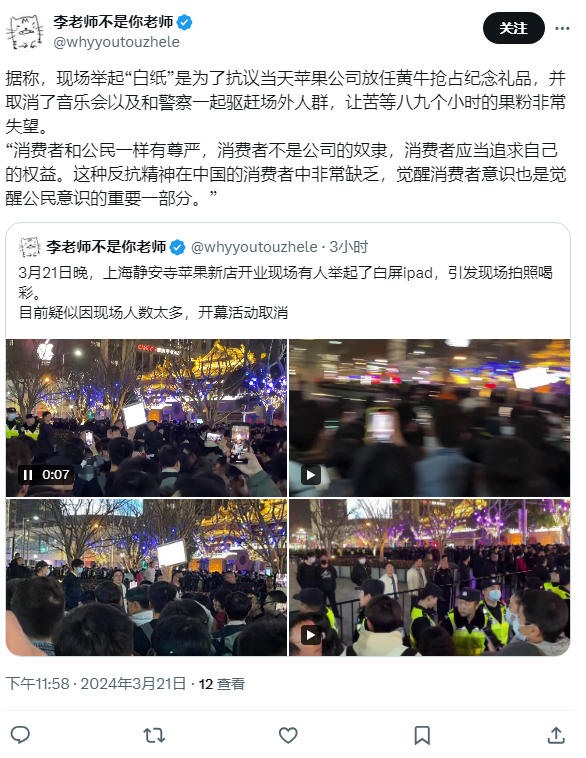 李老师不是你老师
@whyyoutouzhele
关注
据称，现场举起“白纸”是为了抗议当天苹果公司放任黄牛抢占纪念礼品，并
取消了音乐会以及和警察一起驱赶场外人群，让苦等八九个小时的果粉非常
失望。
“消费者和公民一样有尊严，消费者不是公司的奴隶，消费者应当追求自己
的权益。这种反抗精神在中国的消费者中非常缺乏，觉醒消费者意识也是觉
醒公民意识的重要一部分。”
李老师不是你老师 @whyyoutouzhele · 3小时
3月21日晚，上海静安寺苹果新店开业现场有人举起了白屏ipad，引发现场拍照喝
彩。
目前疑似因现场人数太多，开幕活动取消
0:07
下午11:58 · 2024年3月21日 · 12 查看